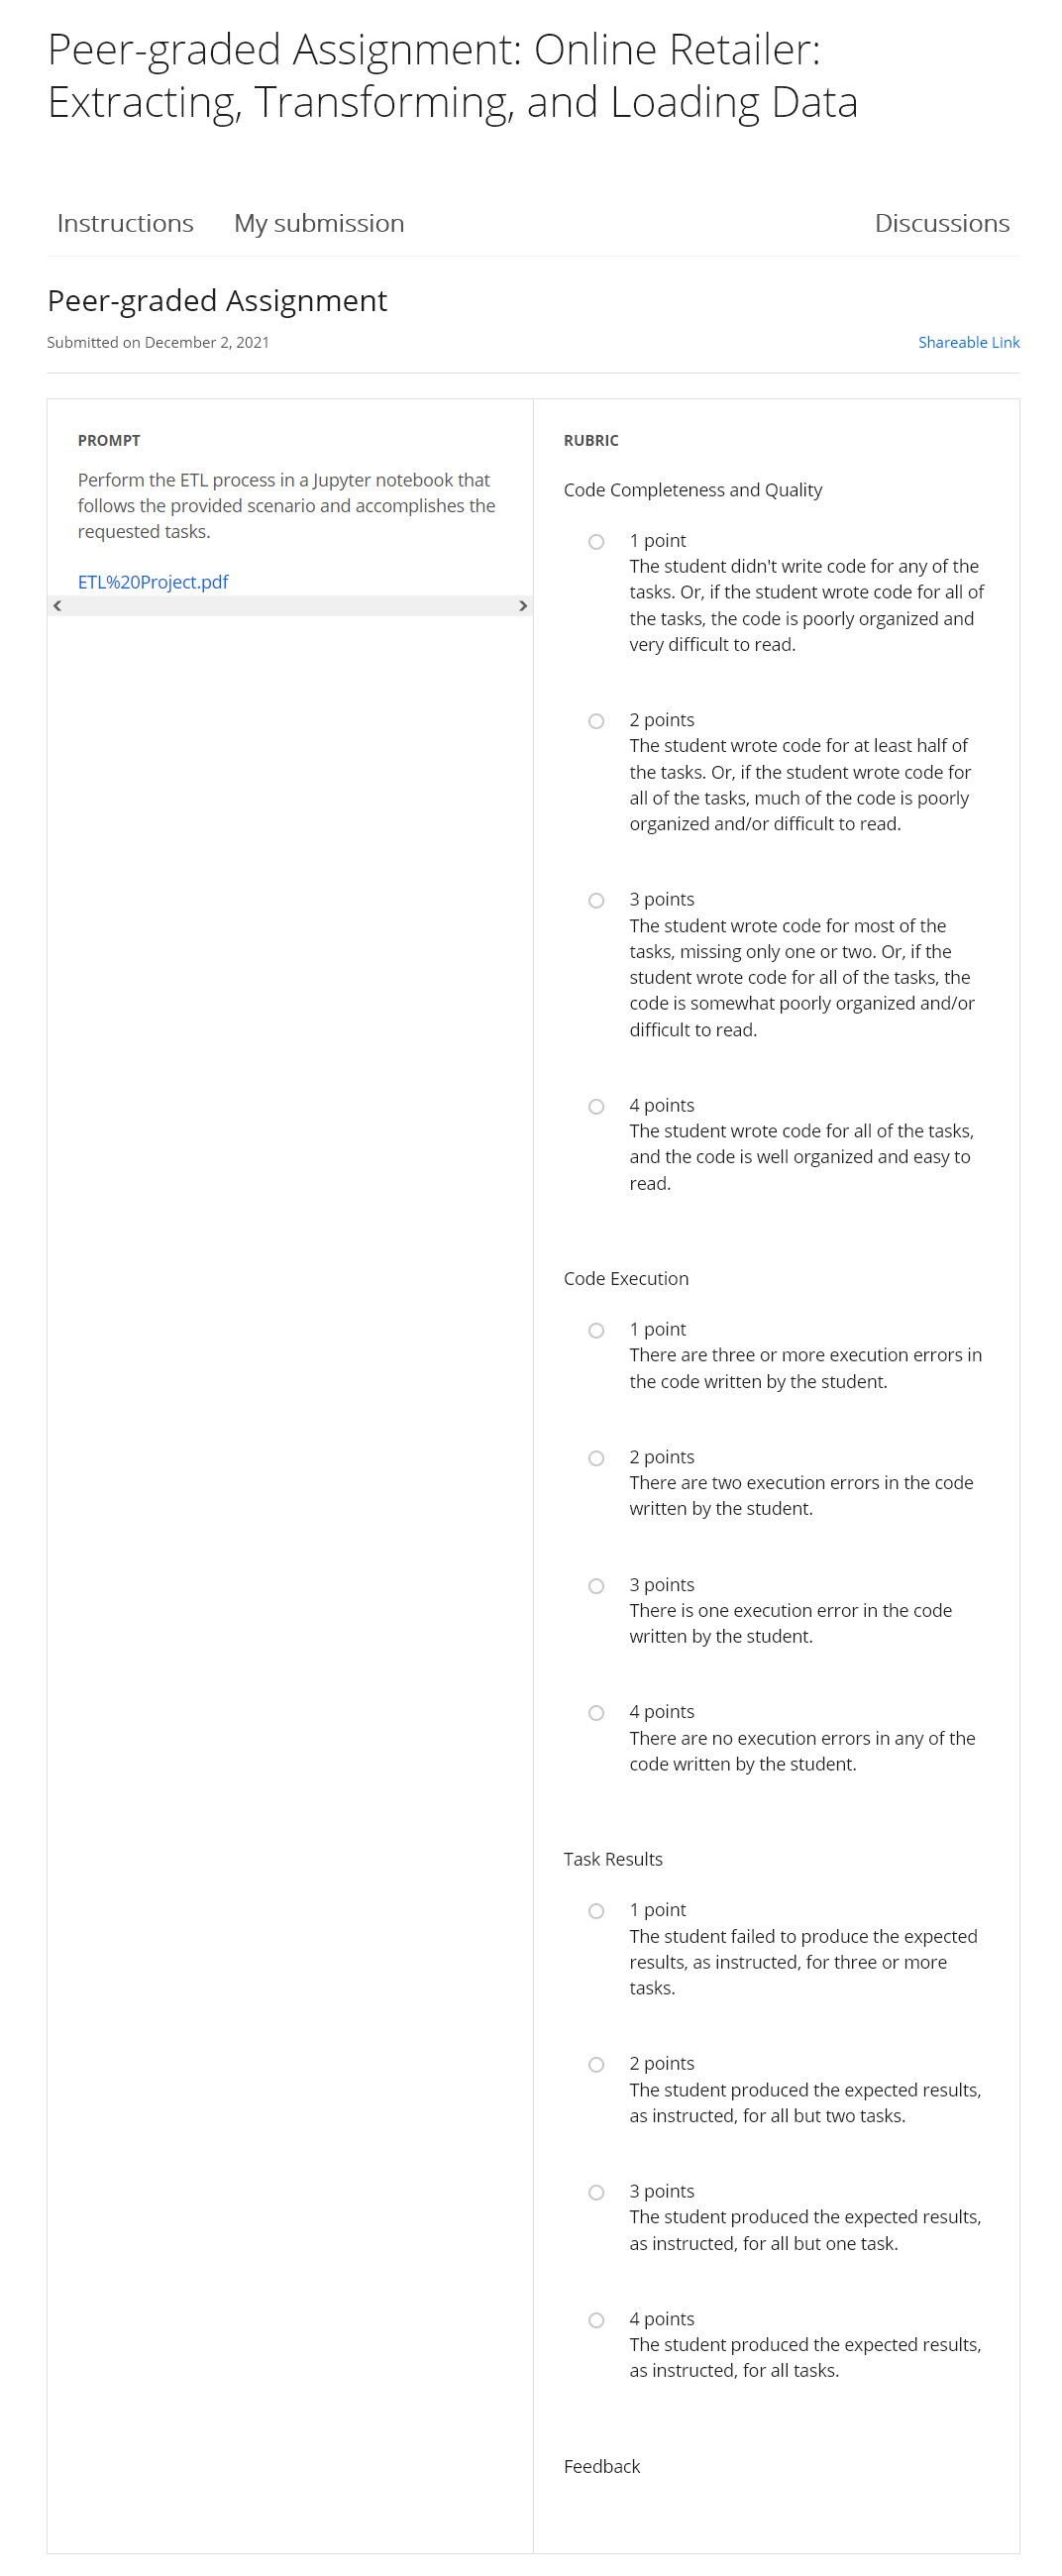 Peer-graded Assignment: Online Retailer:
Extracting, Transforming, and Loading Data
Instructions
My submission
Discussions
Peer-graded Assignment
Submitted on December 2, 2021
Shareable Link
PROMPT
Perform the ETL process in a Jupyter notebook that
follows the provided scenario and accomplishes the
requested tasks.
ETL%20Project.pdf
RUBRIC
Code Completeness and Quality
1 point
The student didn't write code for any of the
tasks. Or, if the student wrote code for all of
the tasks, the code is poorly organized and
very difficult to read.
2 points
The student wrote code for at least half of
the tasks. Or, if the student wrote code for
all of the tasks, much of the code is poorly
organized and/or difficult to read.
3 points
The student wrote code for most of the
tasks, missing only one or two. Or, if the
student wrote code for all of the tasks, the
code is somewhat poorly organized and/or
difficult to read.
4 points
The student wrote code for all of the tasks,
and the code is well organized and easy to
read.
Code Execution
1 point
There are three or more execution errors in
the code written by the student.
2 points
There are two execution errors in the code
written by the student.
3 points
There is one execution error in the code
written by the student.
4 points
There are no execution errors in any of the
code written by the student.
Task Results
1 point
The student failed to produce the expected
results, as instructed, for three or more
tasks.
2 points
The student produced the expected results,
as instructed, for all but two tasks.
3 points
The student produced the expected results,
as instructed, for all but one task.
4 points
The student produced the expected results,
as instructed, for all tasks.
Feedback